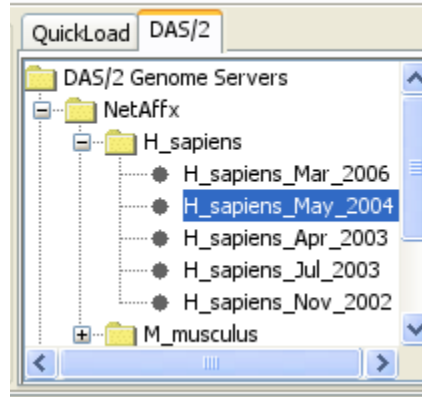 QuickLoad DAS/2
DAS/2 Genome Servers
NetAffx
H_sapiens
H_sapiens_Mar_2006
H_sapiens_May_2004
H_sapiens_Apr_2003
H_sapiens_Jul_2003
H_sapiens_Nov_2002
M_musculus